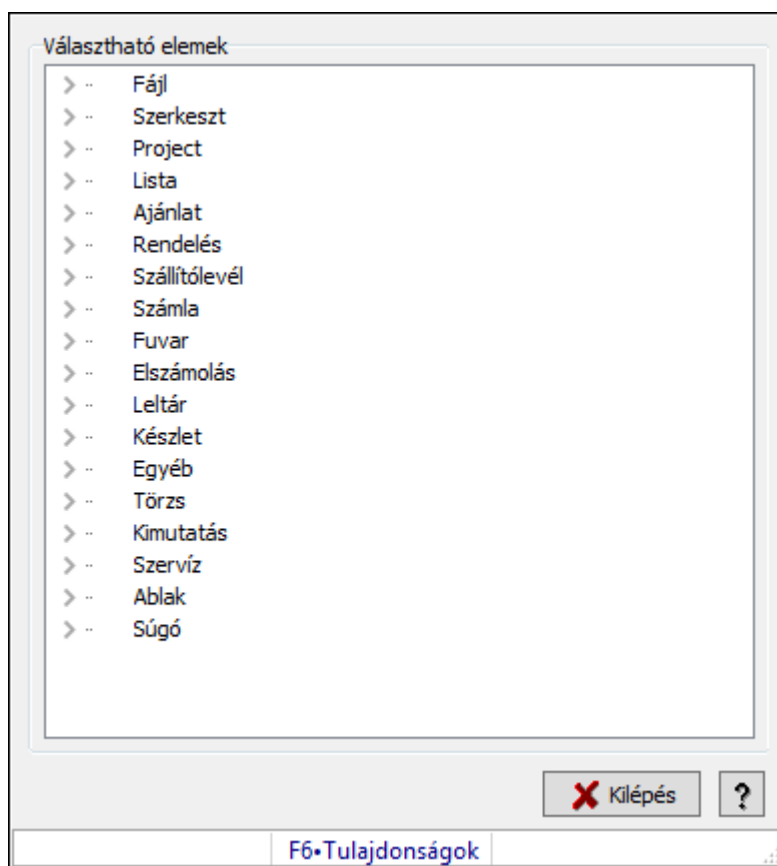 Választható elemek
Fájl
Szerkeszt
Project
Lista
Ajánlat
Rendelés
Szállítólevél
Számla
Fuvar
Elszámolás
Leltár
Készlet
Egyéb
Törzs
Kimutatás
Szervíz
Ablak
Súgó
Kilépés ?
F6•Tulajdonságok